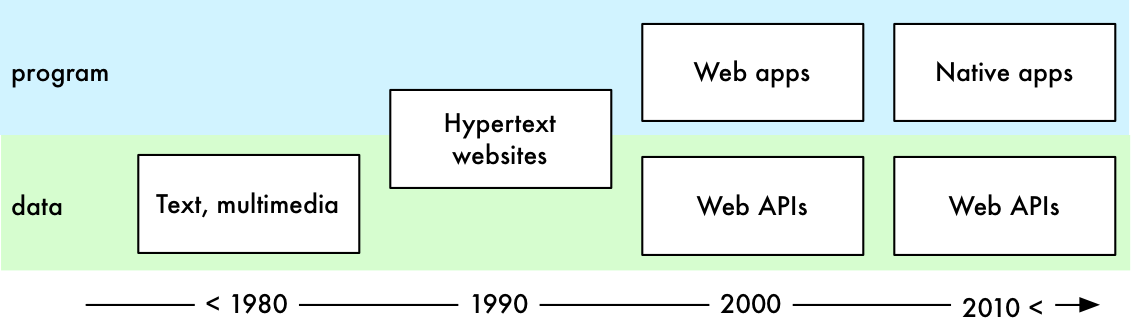 program
Web apps
Native apps
Hypertext
websites
data
Text, multimedia
Web APIs
Web APIs
< 1980
1990
2000
2010 <